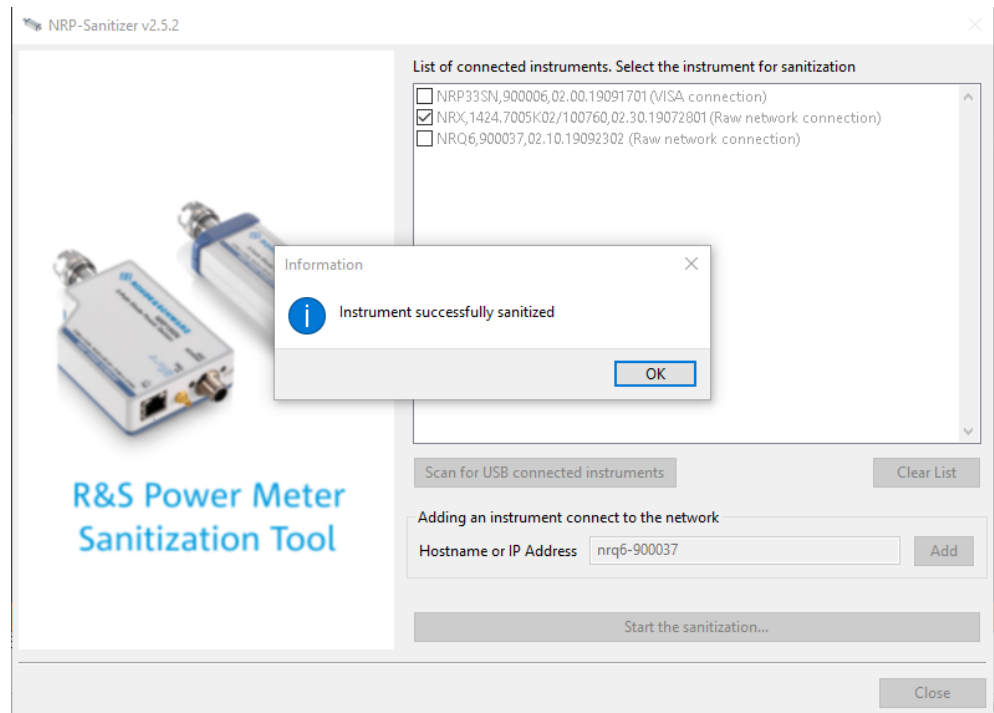 NRP-Sanitizer v2.5.2
List of connected instruments. Select the instrument for sanitization
NRP33SN,900006,02.00.19091701 (VISA connection)
NRX,1424.7005K02/100760,02.30.19072801 (Raw network connection)
NRQ6,900037,02.10.19092302 (Raw network connection)
Information
Instrument successfully sanitized
OK
ROHDE&SCHWARZ
R&S Power Meter
Sanitization Tool
Scan for USB connected instruments
Clear List
Adding an instrument connect to the network
Hostname or IP Address
nrq6-900037
Add
Start the sanitization...
Close